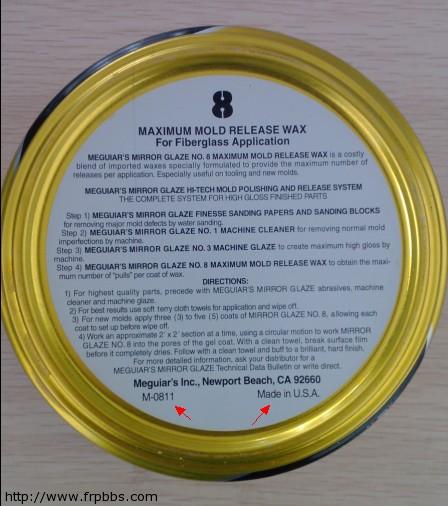 8
MAXIMUM MOLD RELEASE WAX
For Fiberglass Application
MEGUIAR'S MIRROR GLAZE NO. 8 MAXIMUM MOLD RELEASE WAX is a costly
blend of imported waxes specially formulated to provide the maximum number of
releases per application. Especially useful on tooling and new molds.
MEGUIAR'S MIRROR GLAZE HI-TECH MOLD POLISHING AND RELEASE SYSTEM
THE COMPLETE SYSTEM FOR HIGH GLOSS FINISHED PARTS
Step 1) MEGUIAR'S MIRROR GLAZE FINESSE SANDING PAPERS AND SANDING BLOCKS
for removing major mold defects by water sanding.
Step 2) MEGUIAR'S MIRROR GLAZE NO. 1 MACHINE CLEANER for removing normal mold
imperfections by machine.
Step 3) MEGUIAR'S MIRROR GLAZE NO. 3 MACHINE GLAZE to create maximum high gloss by
machine.
Step 4) MEGUIAR'S MIRROR GLAZE NO. 8 MAXIMUM MOLD RELEASE WAX to obtain the maxi-
mum number of "pulls" per coat of wax.
DIRECTIONS:
1) For highest quality parts, precede with MEGUIAR'S MIRROR GLAZE abrasives, machine
cleaner and machine glaze.
2) For best results use soft terry cloth towels for application and wipe off.
3) For new molds apply three (3) to five (5) coats of MIRROR GLAZE NO. 8, allowing each
coat to set up before wipe off.
4) Work an approximate 2' x 2' section at a time, using a circular motion to work MIRROR
GLAZE NO. 8 into the pores of the gel coat. With a clean towel, break surface film
before it completely dries. Follow with a clean towel and buff to a brilliant, hard finish.
For more detailed information, ask your distributor for a
MEGUIAR'S MIRROR GLAZE Technical Data Bulletin or write direct.
Meguiar's Inc., Newport Beach, CA 92660
M-0811 Made in U.S.A.
http://www.frpbbs.com